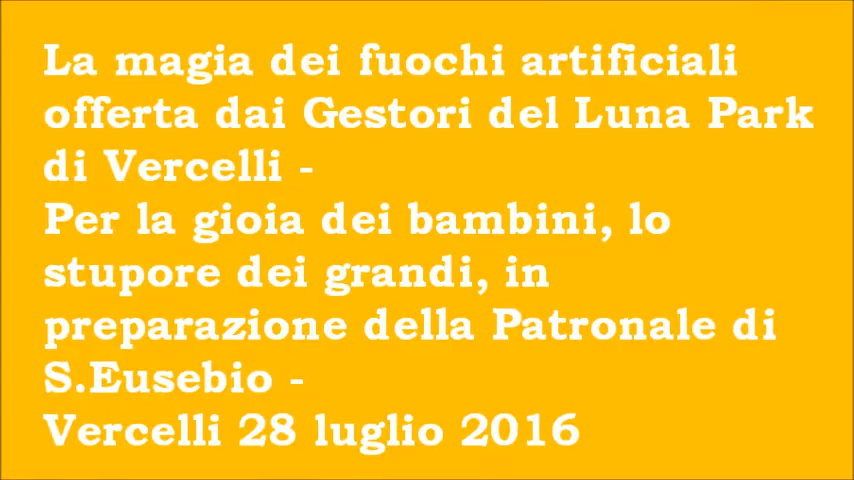 La magia dei fuochi artificiali
offerta dai Gestori del Luna Park
di Vercelli -
Per la gioia dei bambini, lo
stupore dei grandi, in
preparazione della Patronale di
S.Eusebio -
Vercelli 28 luglio 2016